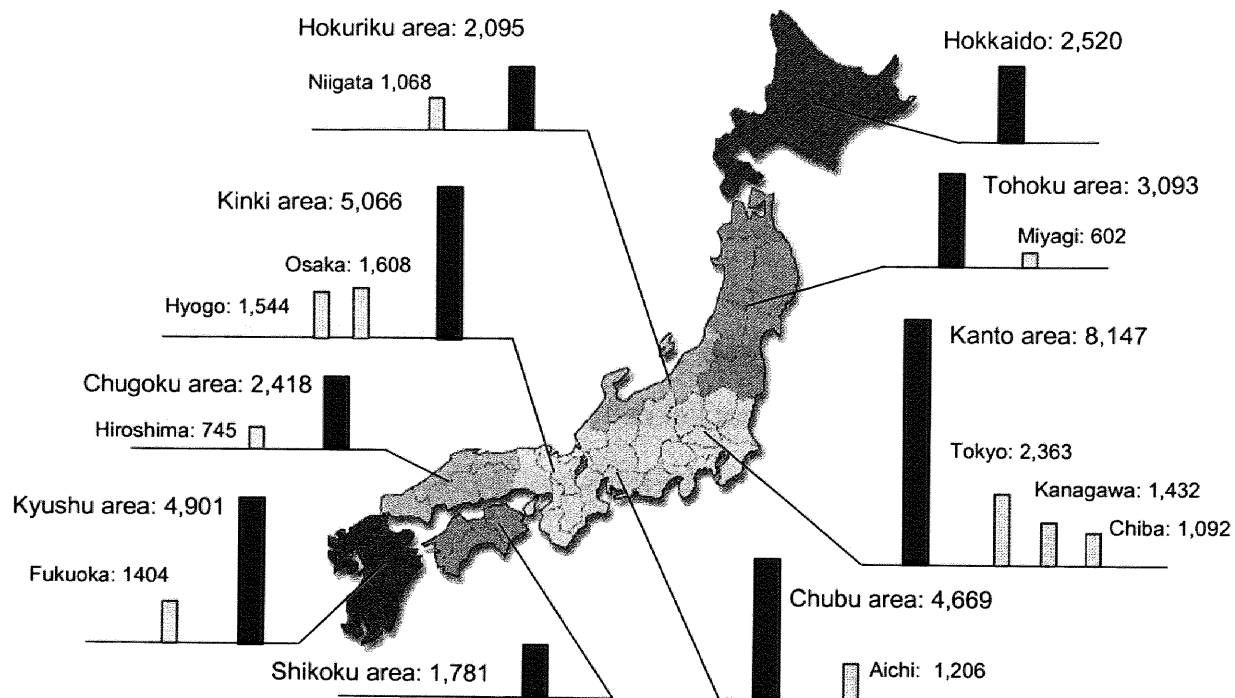 Hokuriku area: 2,095
Niigata 1,068
Hokkaido: 2,520
Kinki area: 5,066
Osaka: 1,608
Hyogo: 1,544
Tohoku area: 3,093
Miyagi: 602
Chugoku area: 2,418
Hiroshima: 745
Kanto area: 8,147
Tokyo: 2,363
Kanagawa: 1,432
Chiba: 1,092
Kyushu area: 4,901
Fukuoka: 1404
Chubu area: 4,669
Aichi: 1,206
Shikoku area: 1,781